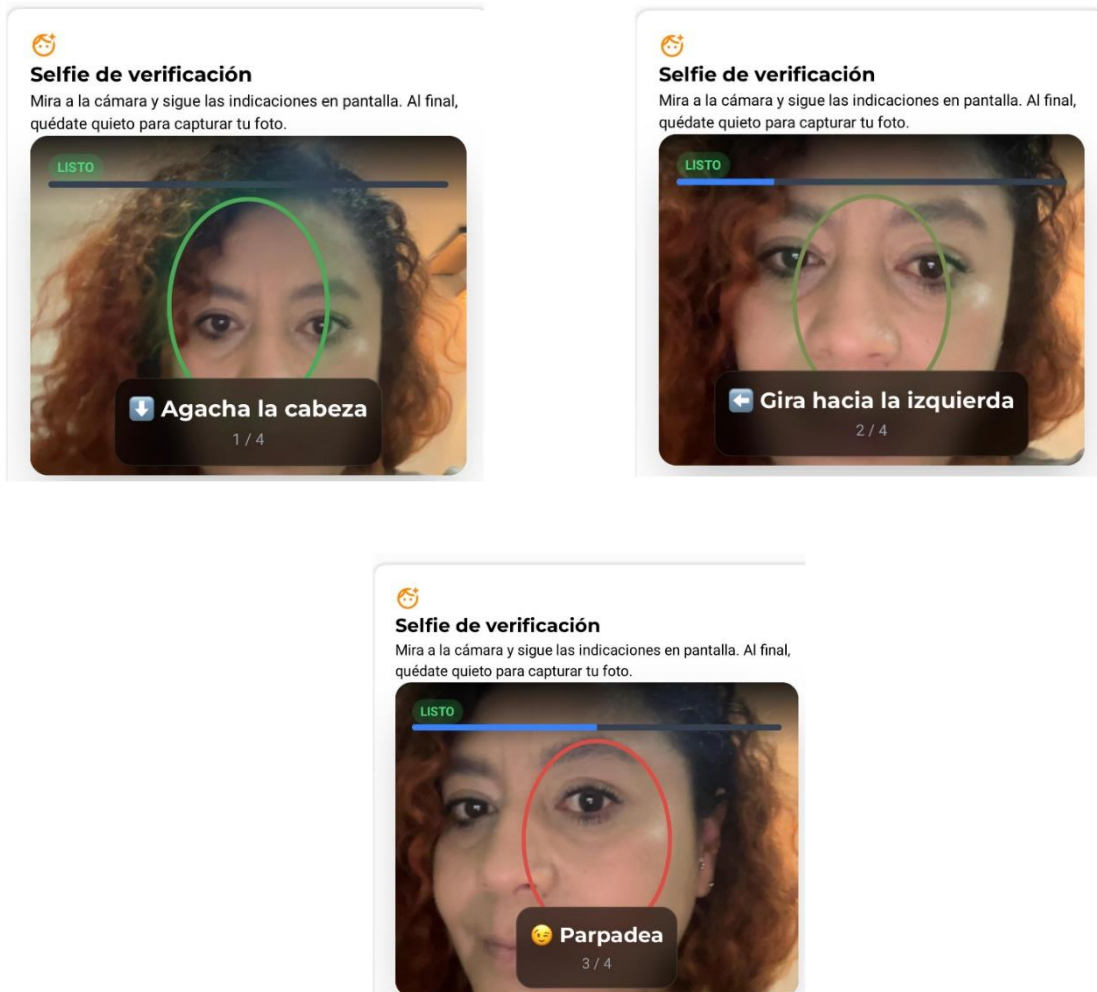 Selfie de verificación
Mira a la cámara y sigue las indicaciones en pantalla. Al final,
quédate quieto para capturar tu foto.
LISTO
Agacha la cabeza
1 / 4
Selfie de verificación
Mira a la cámara y sigue las indicaciones en pantalla. Al final,
quédate quieto para capturar tu foto.
LISTO
Gira hacia la izquierda
2 / 4
Selfie de verificación
Mira a la cámara y sigue las indicaciones en pantalla. Al final,
quédate quieto para capturar tu foto.
LISTO
Parpadea
3 / 4